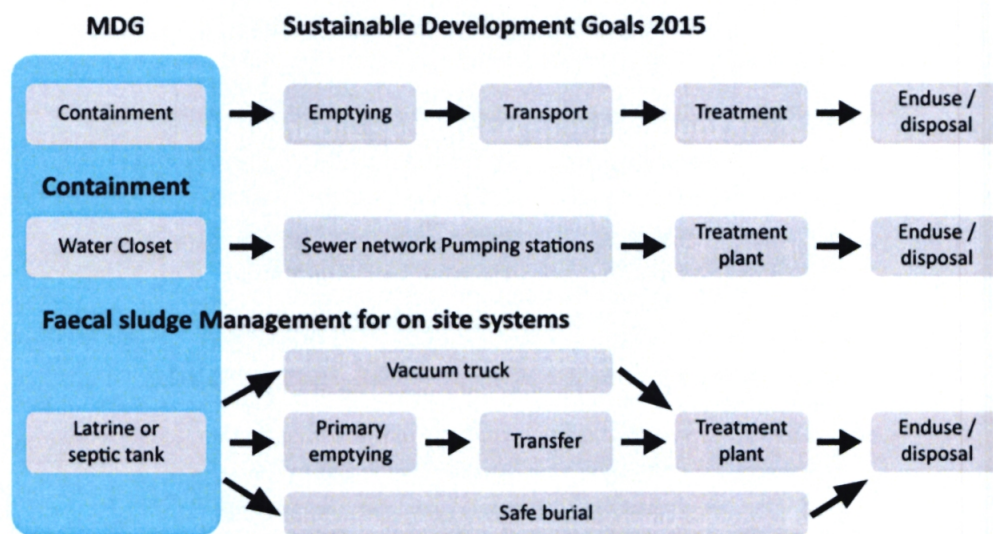 MDG
Sustainable Development Goals 2015
Containment
Emptying
Transport
Treatment
Enduse /
disposal
Containment
Water Closet
Sewer network Pumping stations
Treatment
plant
Enduse /
disposal
Faecal sludge Management for on site systems
Vacuum truck
Latrine or
septic tank
Primary
emptying
Transfer
Treatment
plant
Enduse /
disposal
Safe burial